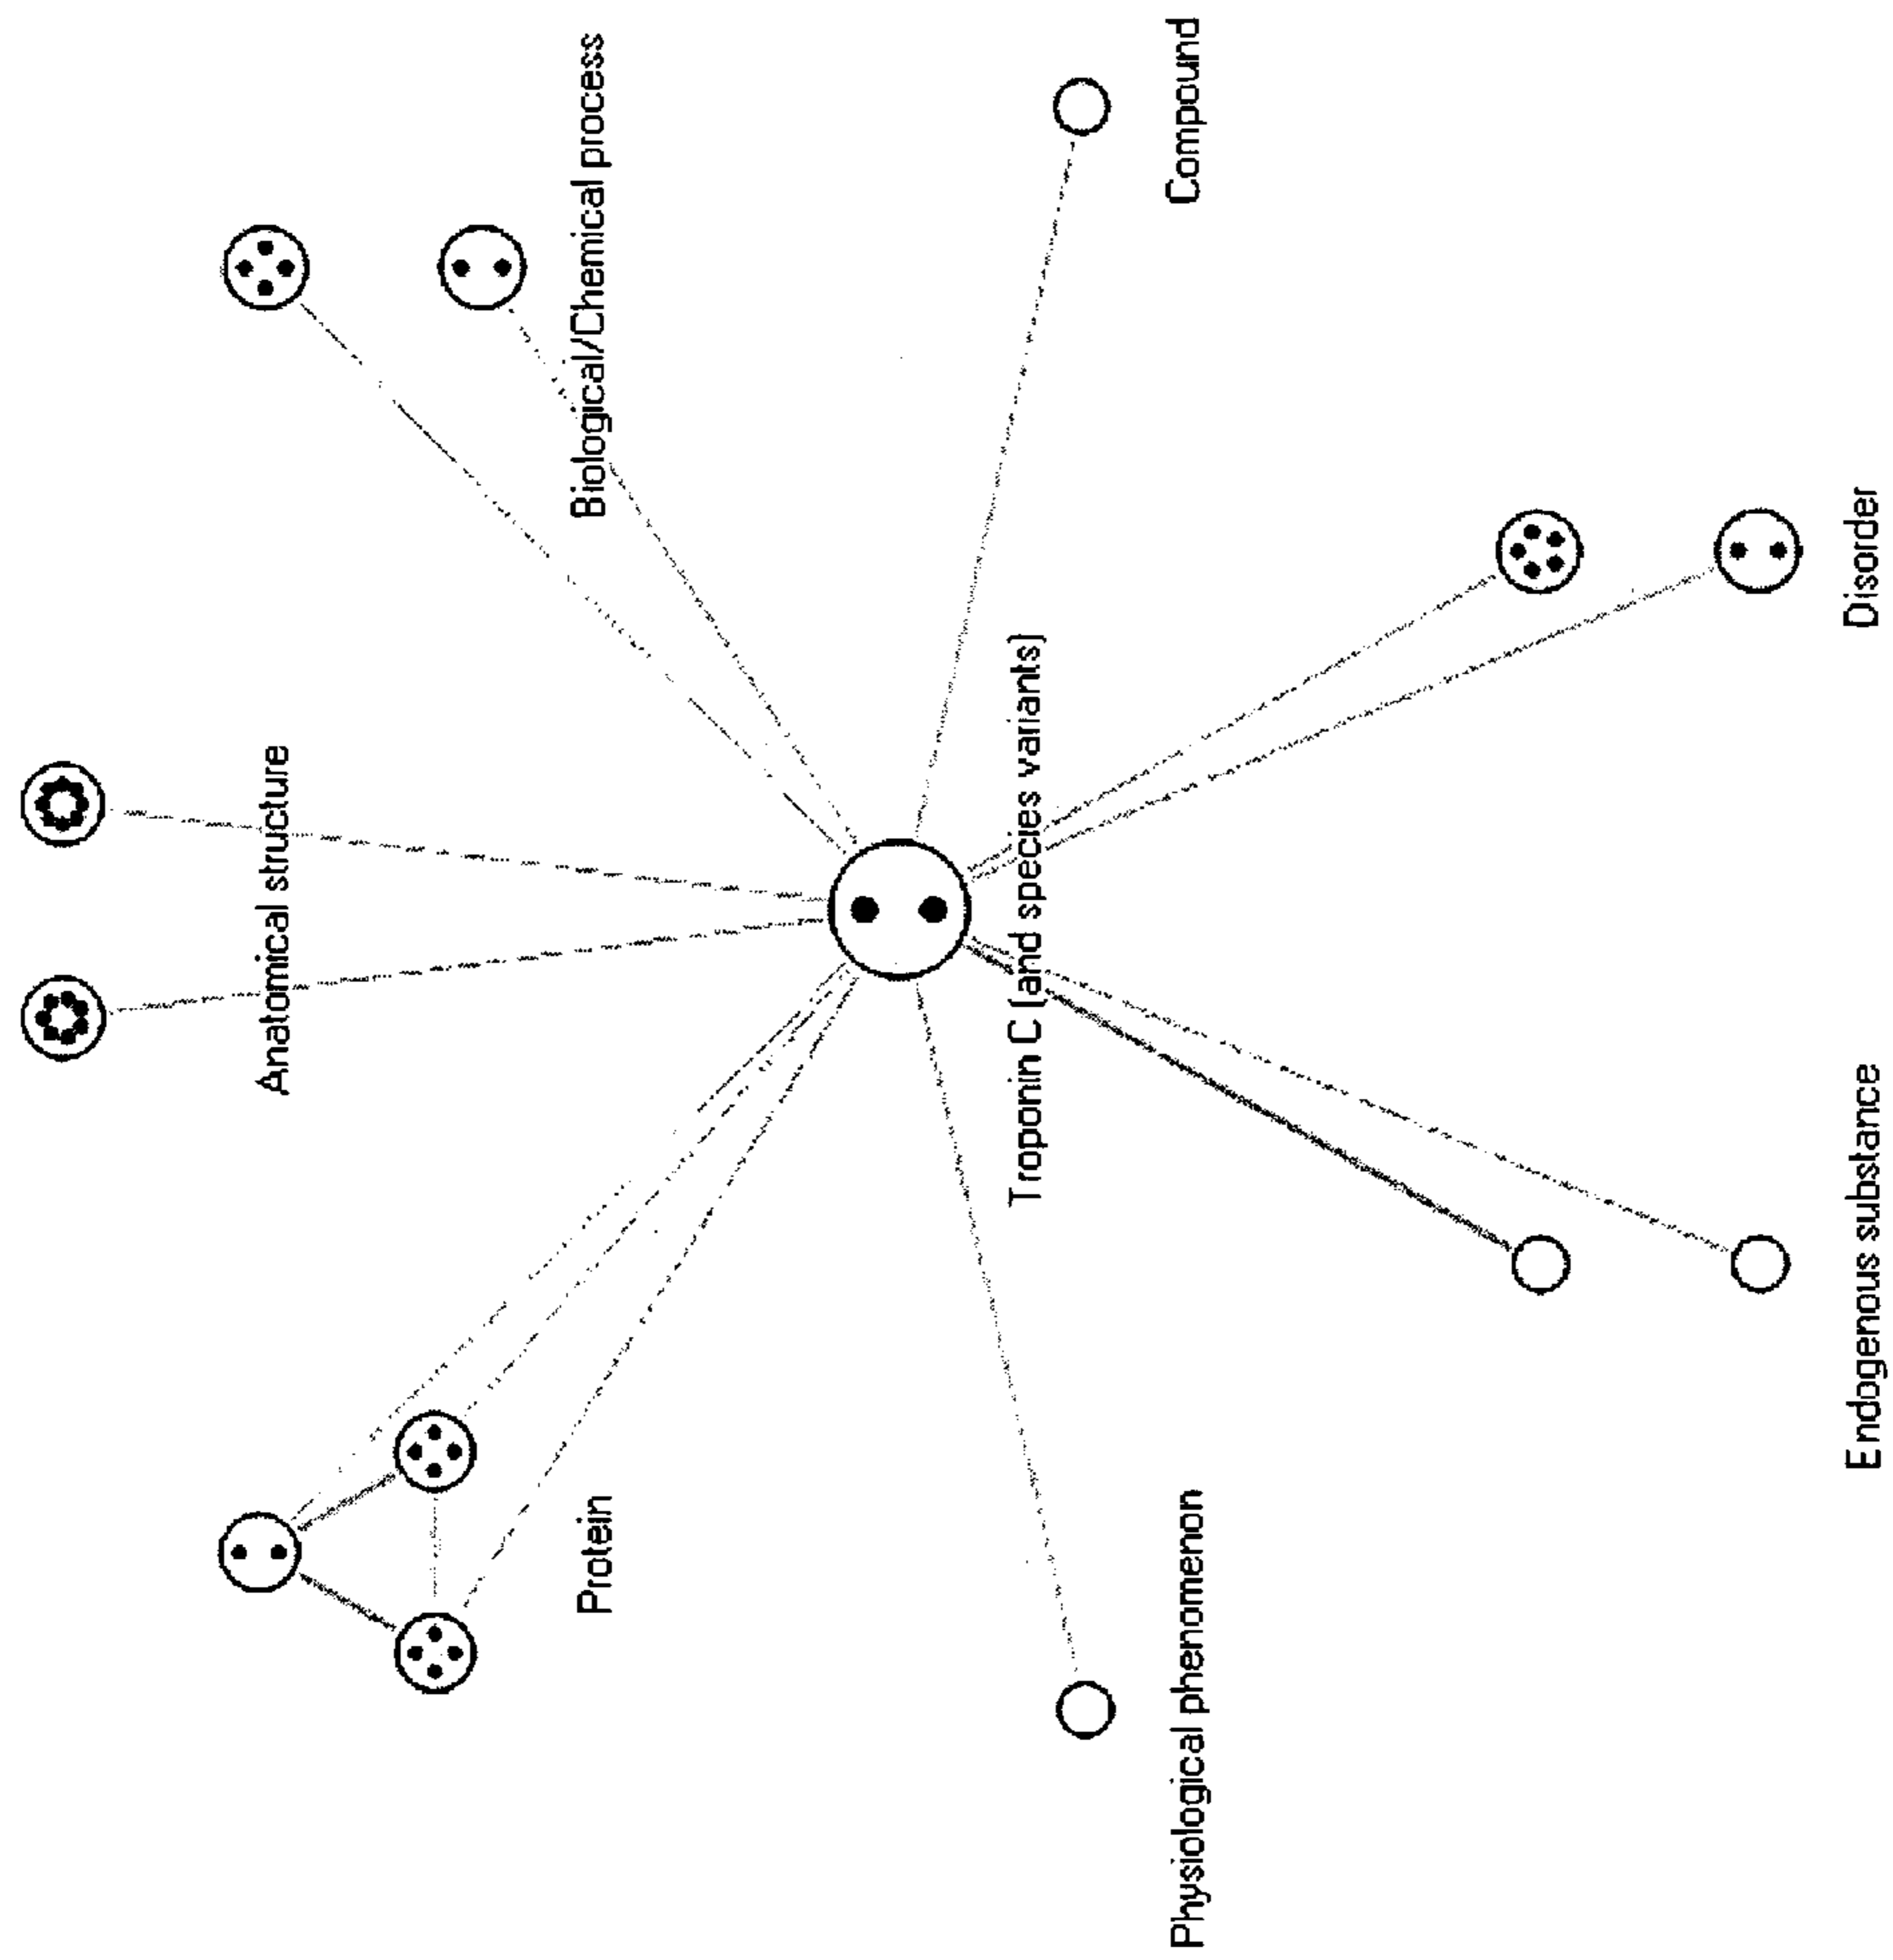 Anatomical structure
Protein
Biological/Chemical process
Troponin C (and species variants)
Physiological phenomenon
Compound
Endogenous substance
Disorder